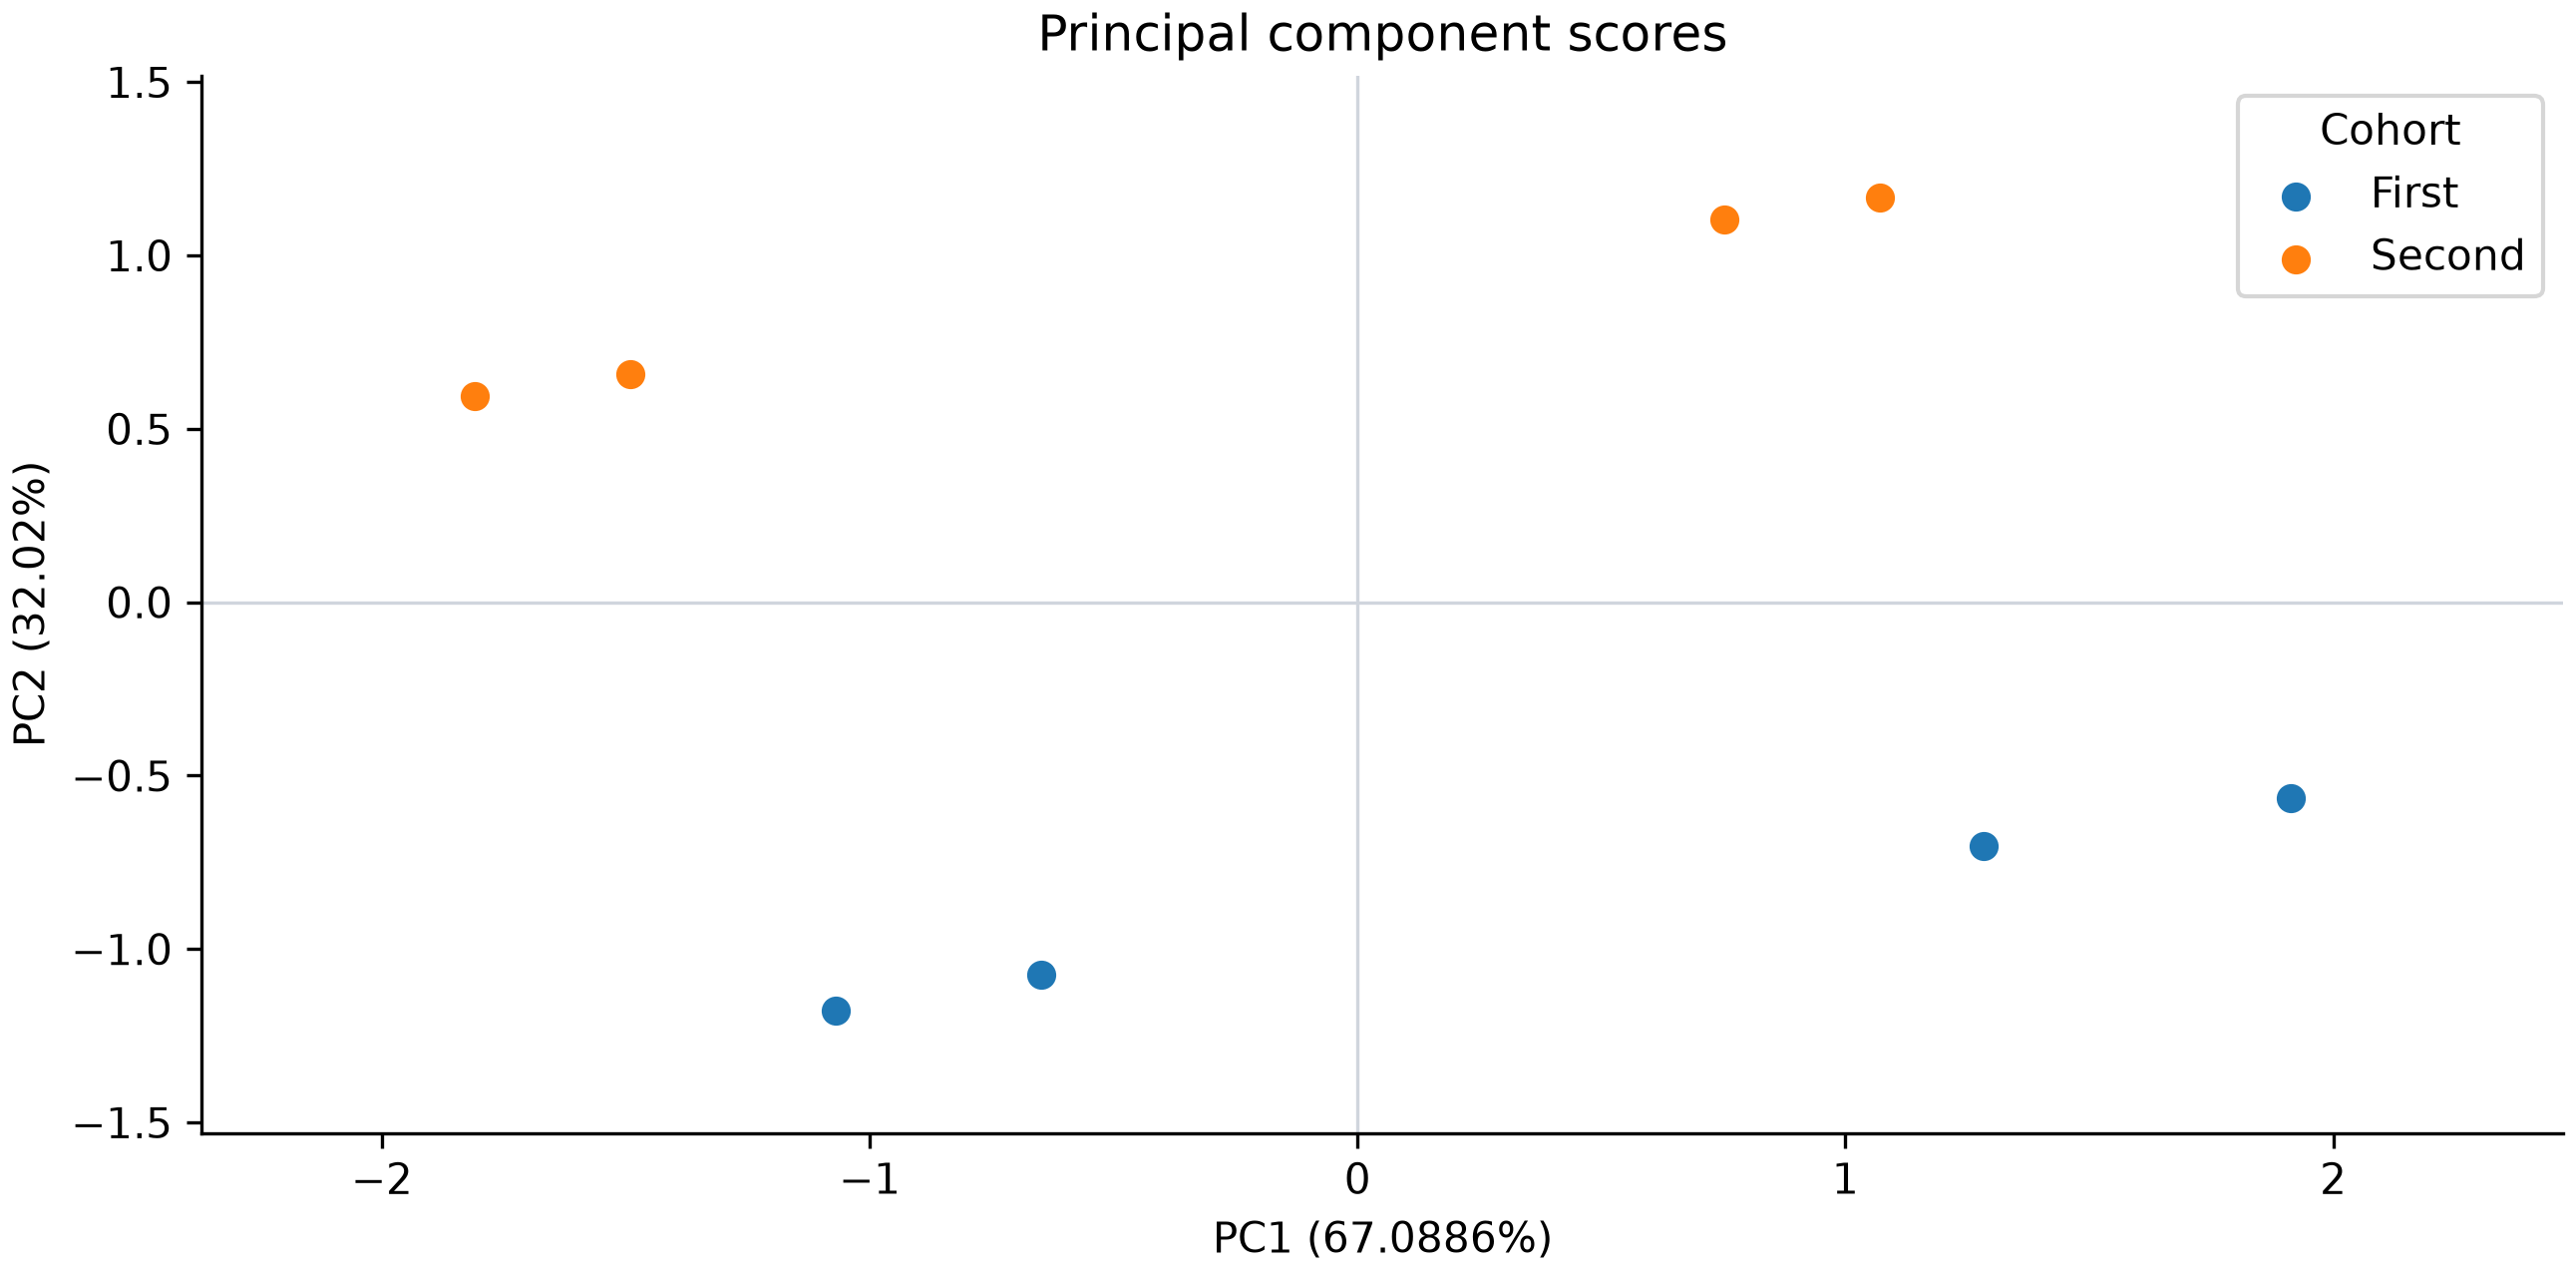 Principal component scores
Cohort
First
Second
1.5
1.0
0.5
0.0
−0.5
−1.0
−1.5
PC2 (32.02%)
−2
−1
0
1
2
PC1 (67.0886%)